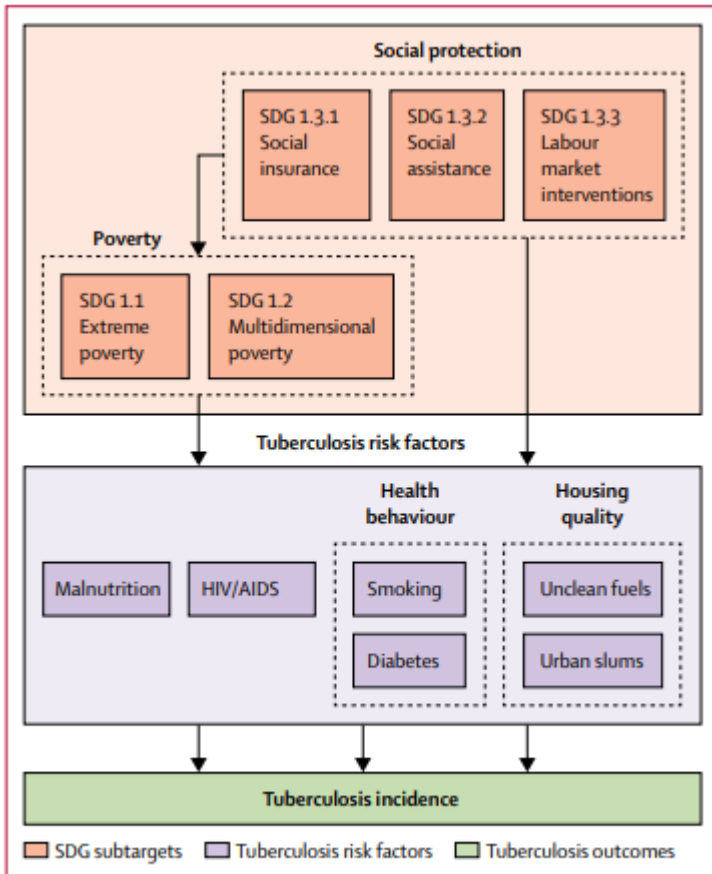 Social protection
SDG 1.3.1
Social
insurance
SDG 1.3.2
Social
assistance
SDG 1.3.3
Labour
market
interventions
Poverty
SDG 1.1
Extreme
poverty
SDG 1.2
Multidimensional
poverty
Tuberculosis risk factors
Malnutrition
HIV/AIDS
Health
behaviour
Smoking
Diabetes
Housing
quality
Unclean fuels
Urban slums
Tuberculosis incidence
SDG subtargets
Tuberculosis risk factors
Tuberculosis outcomes